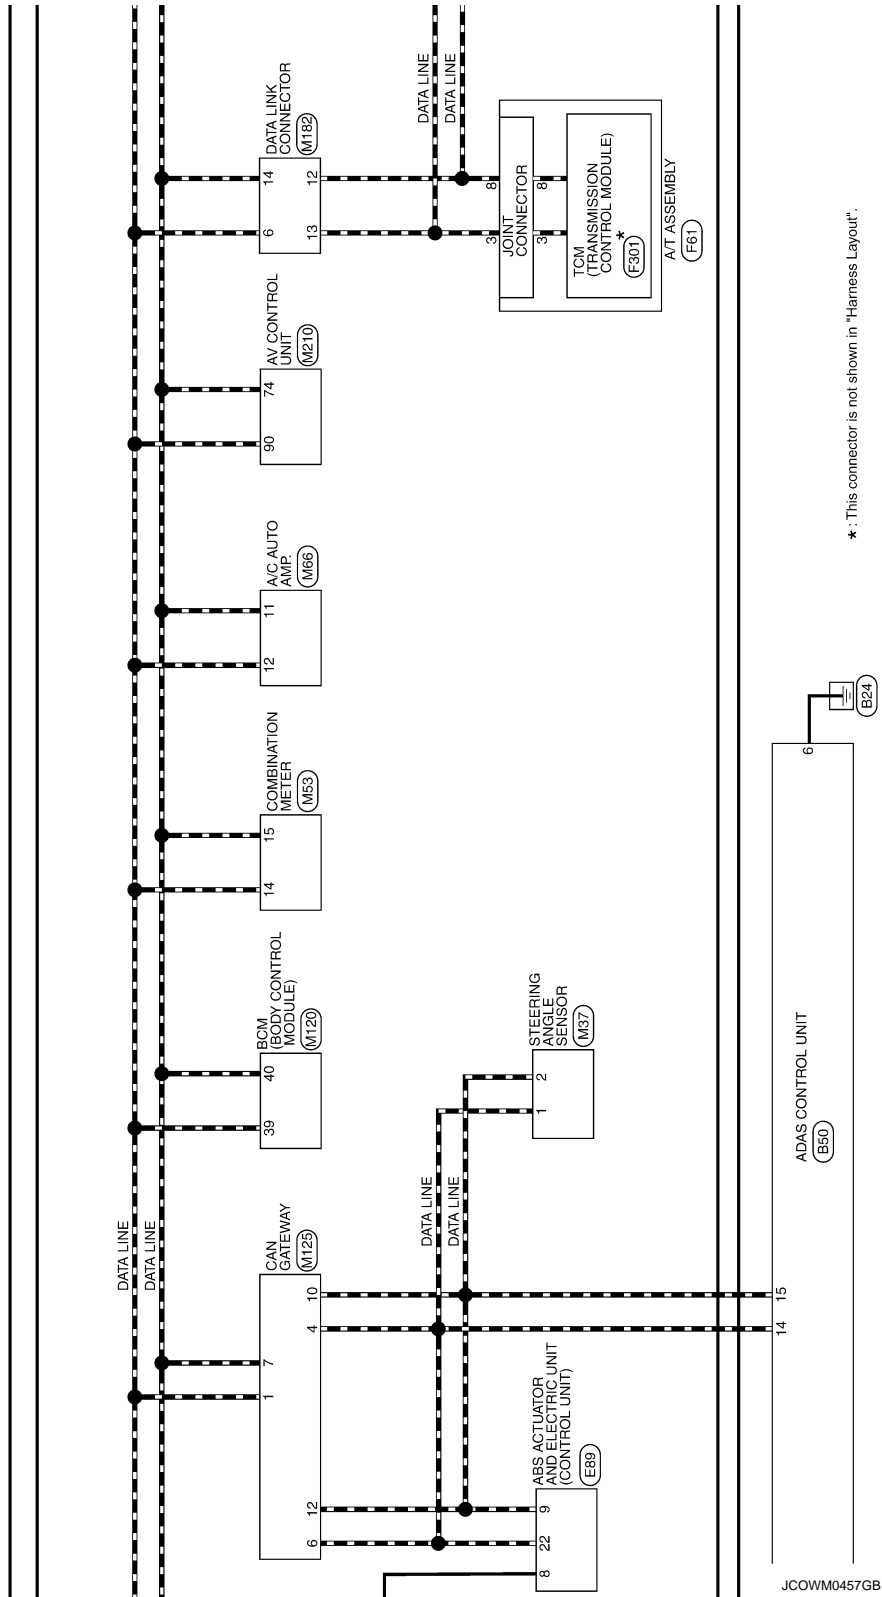 DATA LINE
DATA LINE
DATA LINK
CONNECTOR
M182
14
12
6
13
JOINT
CONNECTOR
8
8
3
3
TCM
(TRANSMISSION
CONTROL MODULE)
*
F301
A/T ASSEMBLY
F61
AV CONTROL
UNIT
M210
74
90
A/C AUTO
AMP.
M66
11
12
COMBINATION
METER
M53
15
14
BCM
(BODY CONTROL
MODULE)
M120
40
39
STEERING
ANGLE
SENSOR
M37
2
1
DATA LINE
DATA LINE
CAN
GATEWAY
M125
10
4
7
1
12
6
DATA LINE
DATA LINE
ABS ACTUATOR
AND ELECTRIC UNIT
(CONTROL UNIT)
E89
9
22
8
ADAS CONTROL UNIT
B50
6
15
14
B24
* : This connector is not shown in "Harness Layout".
JCOWM0457GB